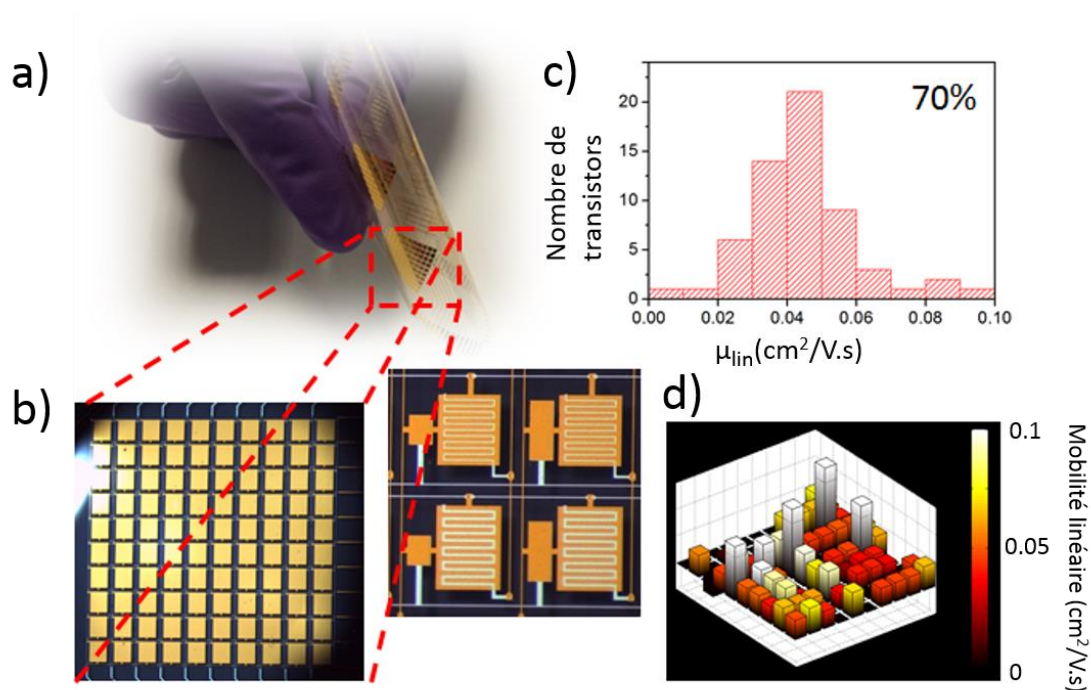 a)
c)
70%
20
15
10
5
0
Nombre de
transistors
0.00
0.02
0.04
0.06
0.08
0.10
μlin(cm²/V.s)
b)
d)
0.1
0.05
0
Mobilité linéaire (cm²/V.s)